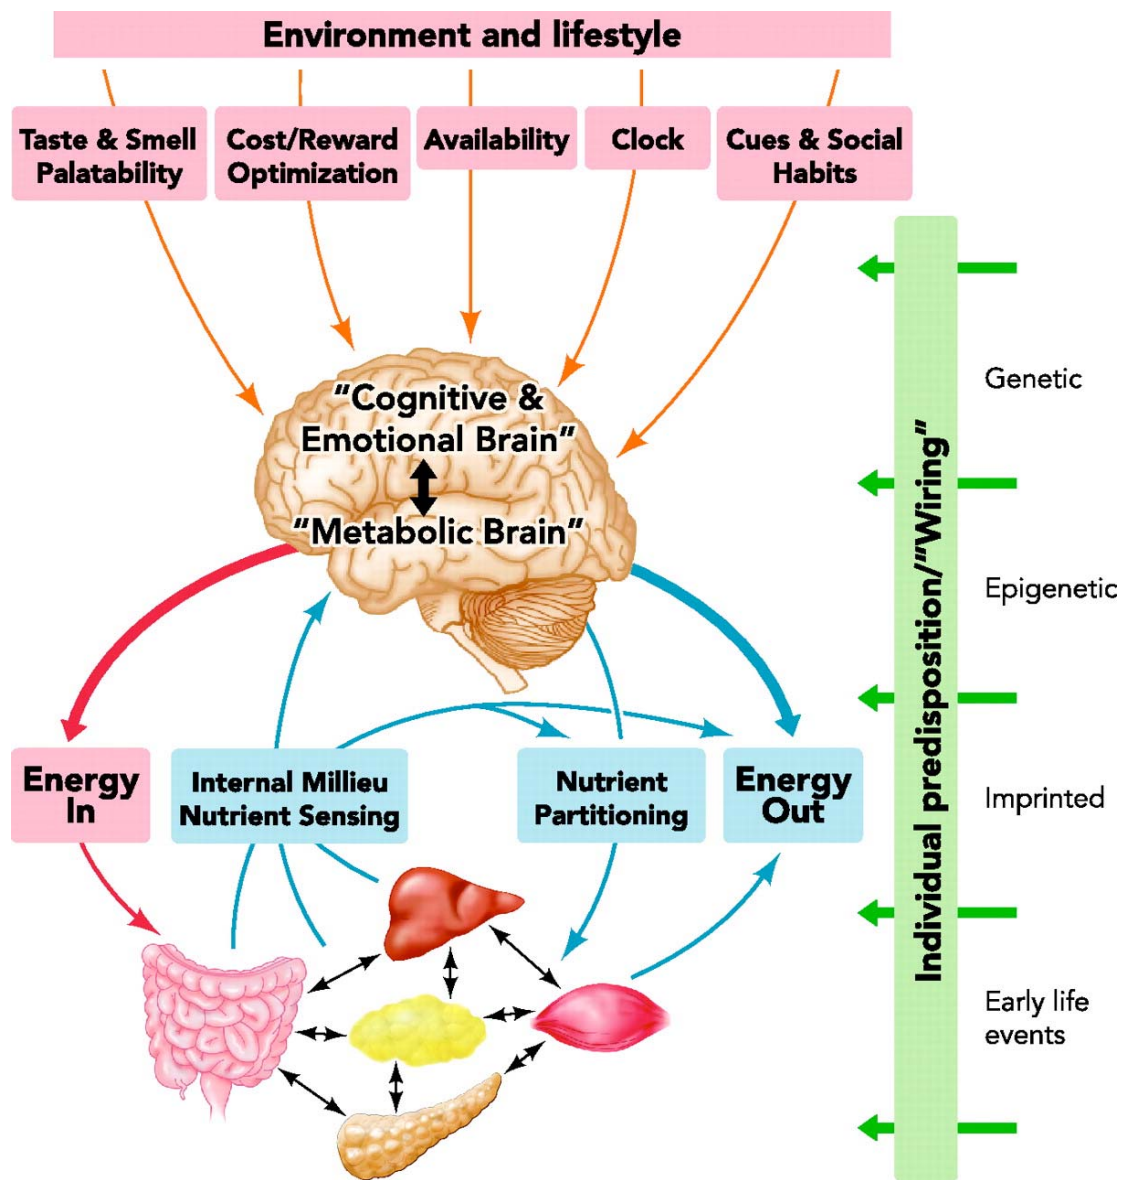 Environment and lifestyle
Taste & Smell
Palatability
Cost/Reward
Optimization
Availability
Clock
Cues & Social
Habits
"Cognitive &
Emotional Brain"
"Metabolic Brain"
Energy
In
Internal Millieu
Nutrient Sensing
Nutrient
Partitioning
Energy
Out
Individual predisposition/"Wiring"
Genetic
Epigenetic
Imprinted
Early life
events